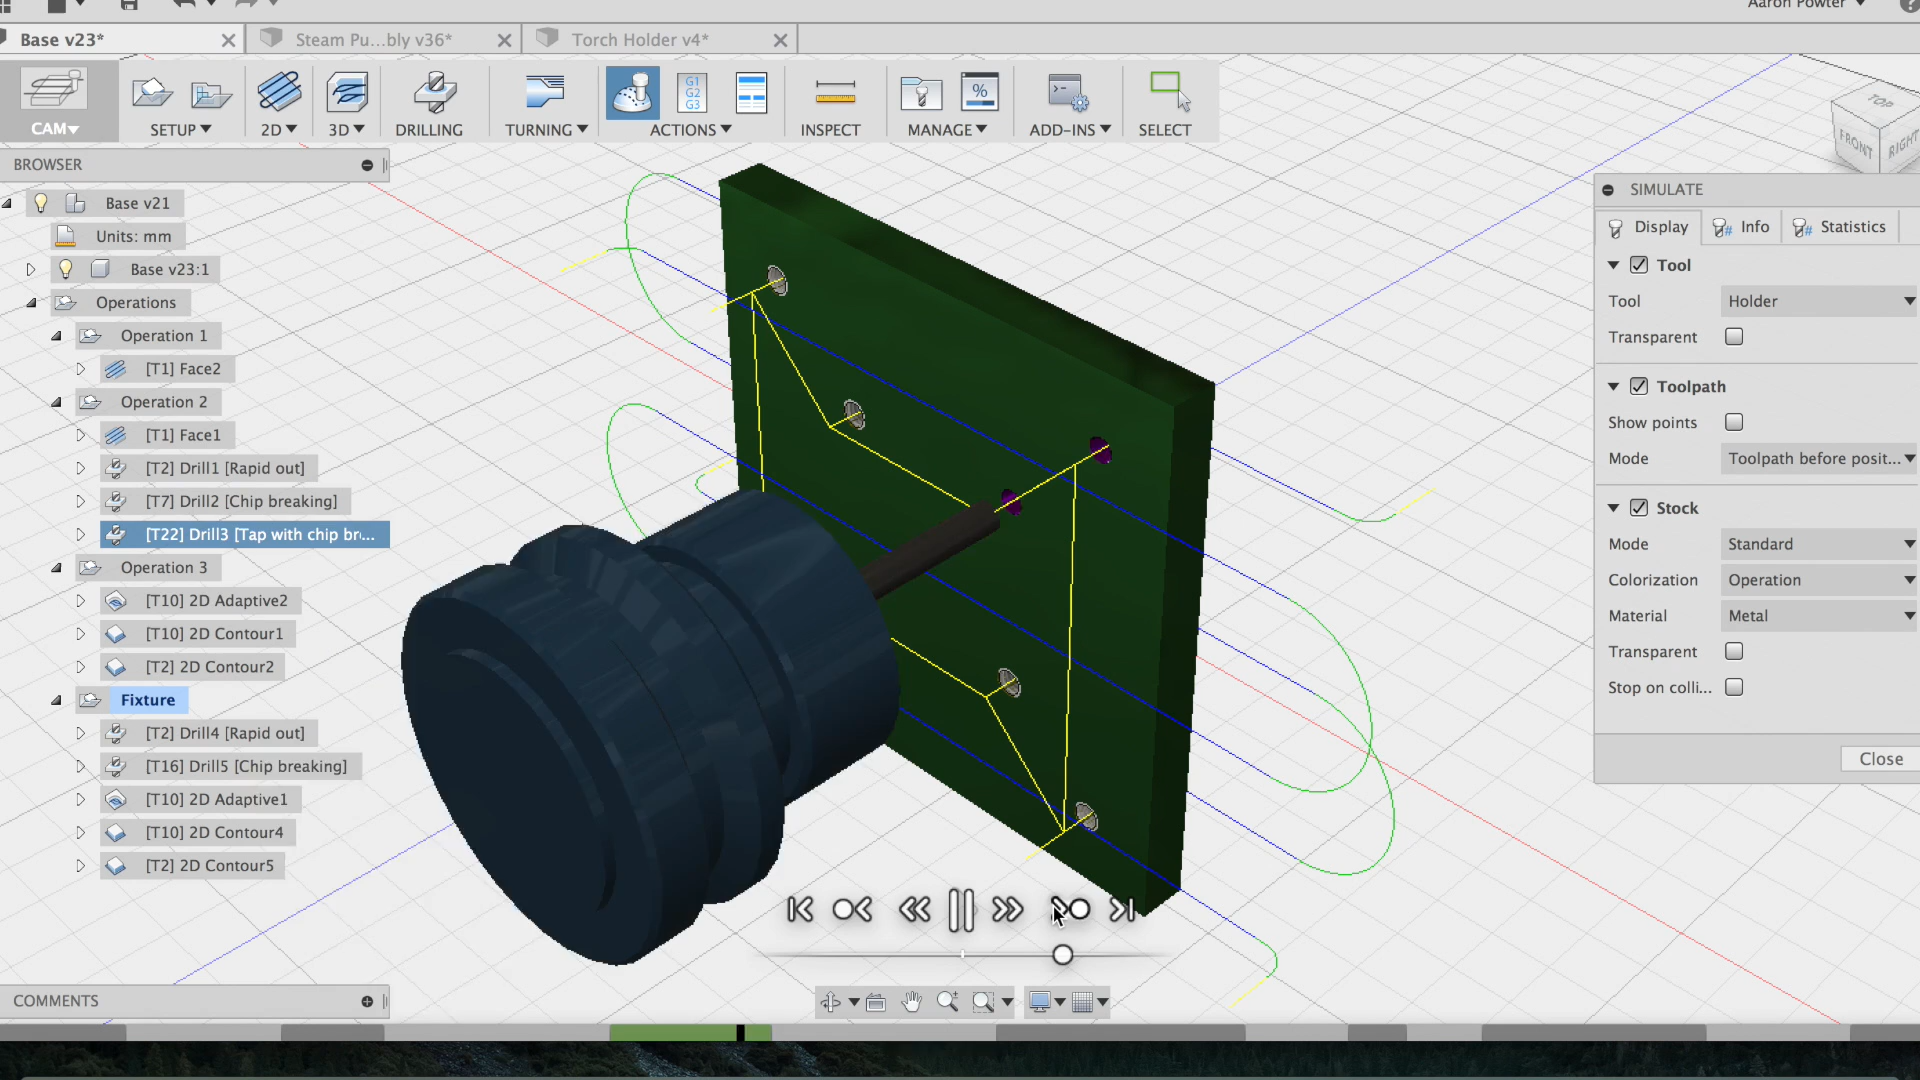 Aaron Powter
Base v23*
Steam Pu...bly v36*
Torch Holder v4*
CAM
SETUP
2D
3D
DRILLING
TURNING
G1
G2
G3
ACTIONS
INSPECT
%
MANAGE
ADD-INS
SELECT
TOP
FRONT
RIGHT
BROWSER
Base v21
Units: mm
Base v23:1
Operations
Operation 1
[T1] Face2
Operation 2
[T1] Face1
[T2] Drill1 [Rapid out]
[T7] Drill2 [Chip breaking]
[T22] Drill3 [Tap with chip br...
Operation 3
[T10] 2D Adaptive2
[T10] 2D Contour1
[T2] 2D Contour2
Fixture
[T2] Drill4 [Rapid out]
[T16] Drill5 [Chip breaking]
[T10] 2D Adaptive1
[T10] 2D Contour4
[T2] 2D Contour5
COMMENTS
SIMULATE
Display
Info
Statistics
Tool
Tool
Holder
Transparent
Toolpath
Show points
Mode
Toolpath before posit...
Stock
Mode
Standard
Colorization
Operation
Material
Metal
Transparent
Stop on colli...
Close